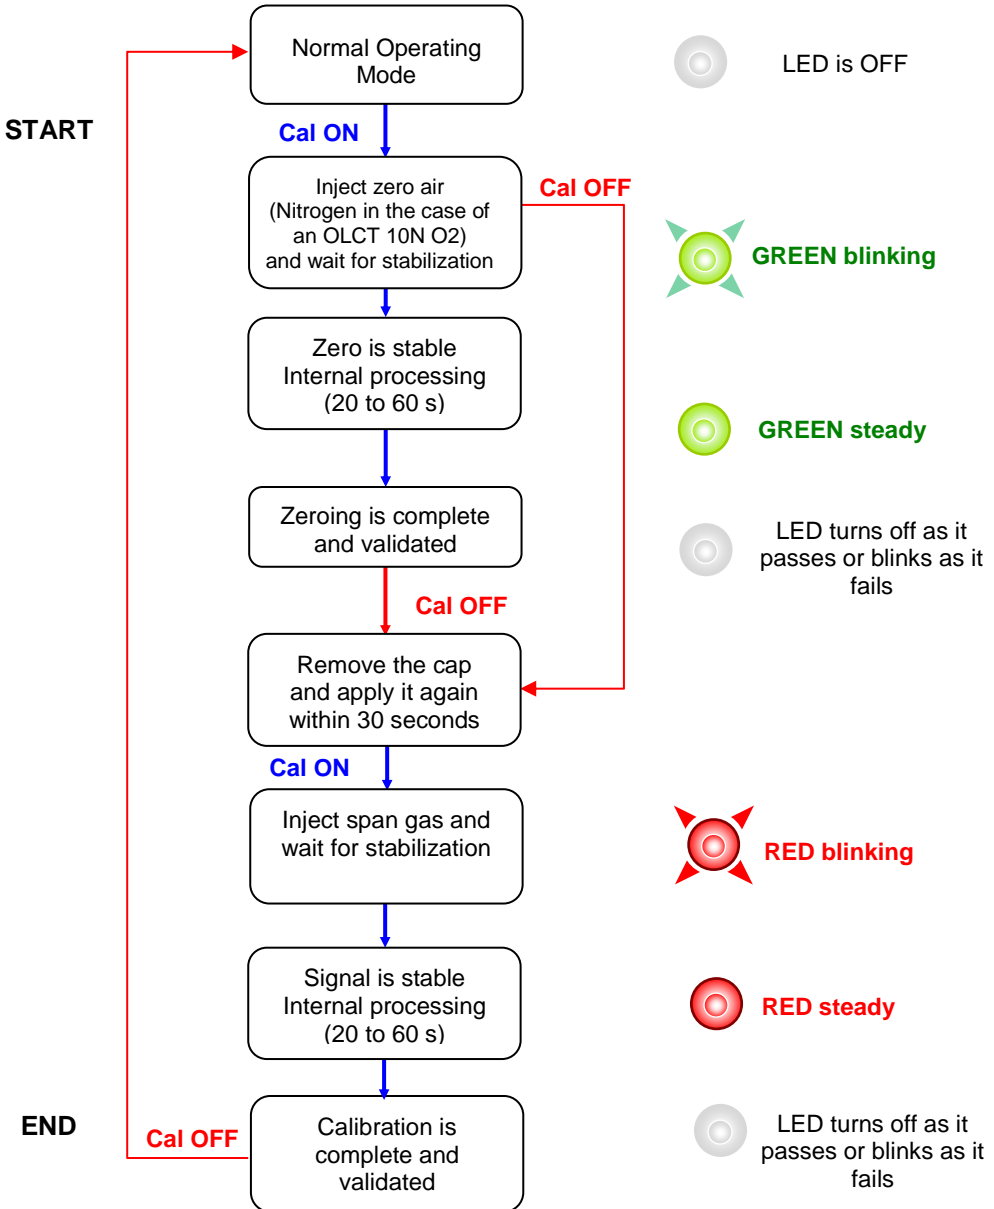 Normal Operating
Mode
LED is OFF
START
Cal ON
Inject zero air
(Nitrogen in the case of
an OLCT 10N O2)
and wait for stabilization
Cal OFF
GREEN blinking
Zero is stable
Internal processing
(20 to 60 s)
GREEN steady
Zeroing is complete
and validated
LED turns off as it
passes or blinks as it
fails
Cal OFF
Remove the cap
and apply it again
within 30 seconds
Cal ON
Inject span gas and
wait for stabilization
RED blinking
Signal is stable
Internal processing
(20 to 60 s)
RED steady
END
Cal OFF
Calibration is
complete and
validated
LED turns off as it
passes or blinks as it
fails